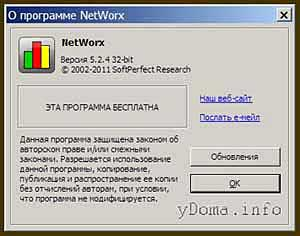 О программе NetWorx
NetWorx
Версия 5.2.4 32-bit
© 2002-2011 SoftPerfect Research
ЭТА ПРОГРАММА БЕСПЛАТНА
Наш веб-сайт
Послать е-мейл
Данная программа защищена законом об
авторском праве и/или смежными
законами. Разрешается использование
данной программы, копирование,
публикация и распространение ее копии
без отчислений авторам, при условии,
что программа не модифицируется.
Обновления
OK
yDoma.info